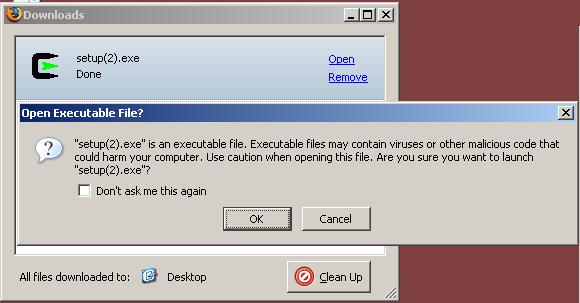 Downloads
setup(2).exe
Open
Done
Remove
Open Executable File?
"setup(2).exe" is an executable file. Executable files may contain viruses or other malicious code that
could harm your computer. Use caution when opening this file. Are you sure you want to launch
"setup(2).exe"?
Don't ask me this again
OK
Cancel
All files downloaded to:
Desktop
Clean Up